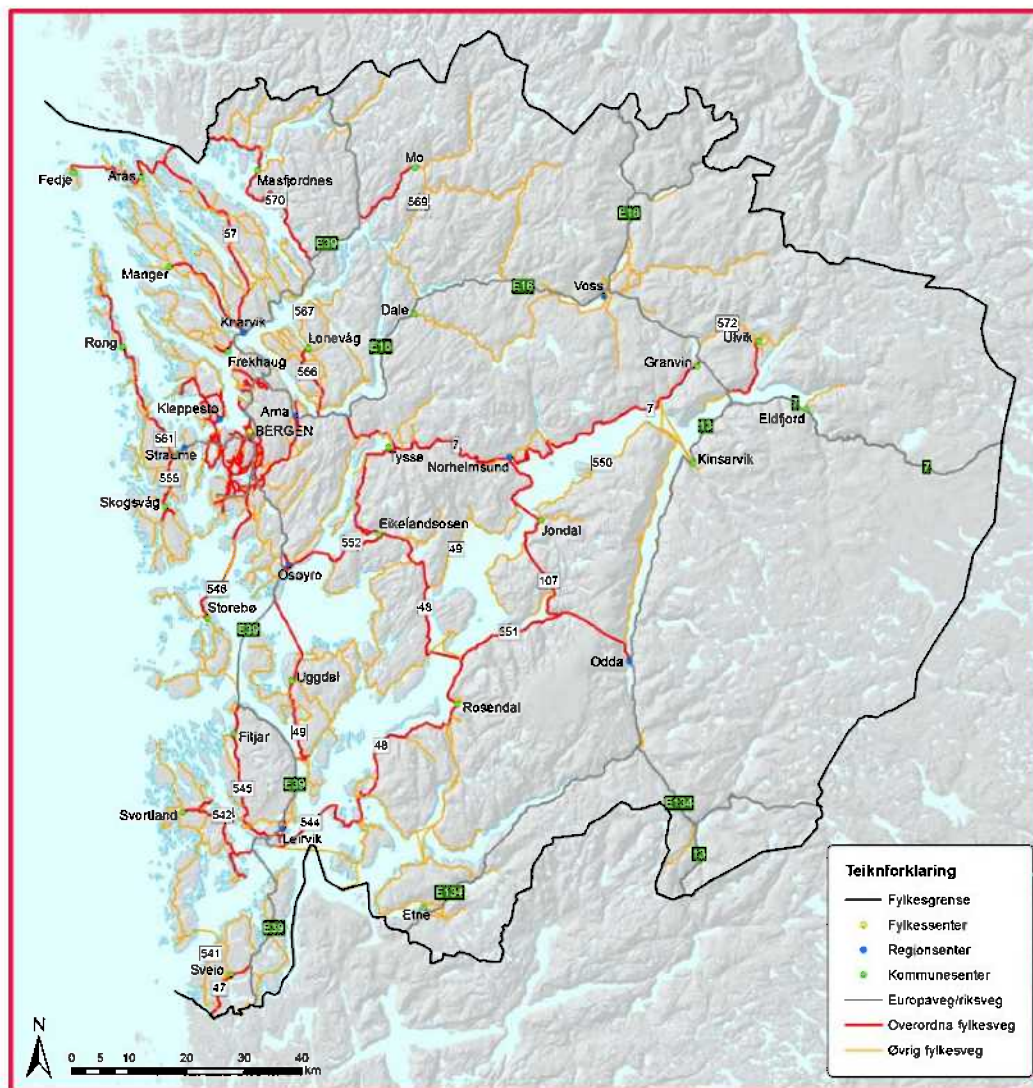 Mo
Fedje
Årås
Masfjordnes
570
569
57
E16
E39
Manger
E16
Voss
567
Dale
Knarvik
Lonevåg
572
Ulvik
Rong
E16
Frekhaug
Granvin
566
Kleppestø
Arna
7
7
Eidfjord
BERGEN
13
561
Straume
Tysse
7
Norheimsund
550
Kinsarvik
7
555
Skogsvåg
Eikelandsosen
Jondal
552
49
Osøyro
107
546
Storebø
48
E39
551
Odda
Uggdal
Rosendal
49
Fitjar
48
E39
545
E134
Svortland
542
544
Leirvik
13
E134
Etne
E39
541
Sveio
47
Teiknforklaring
Fylkesgrense
Fylkessenter
Regionsenter
Kommunesenter
Europaveg/riksveg
Overordna fylkesveg
Øvrig fylkesveg
N
0 5 10 20 30 40
km